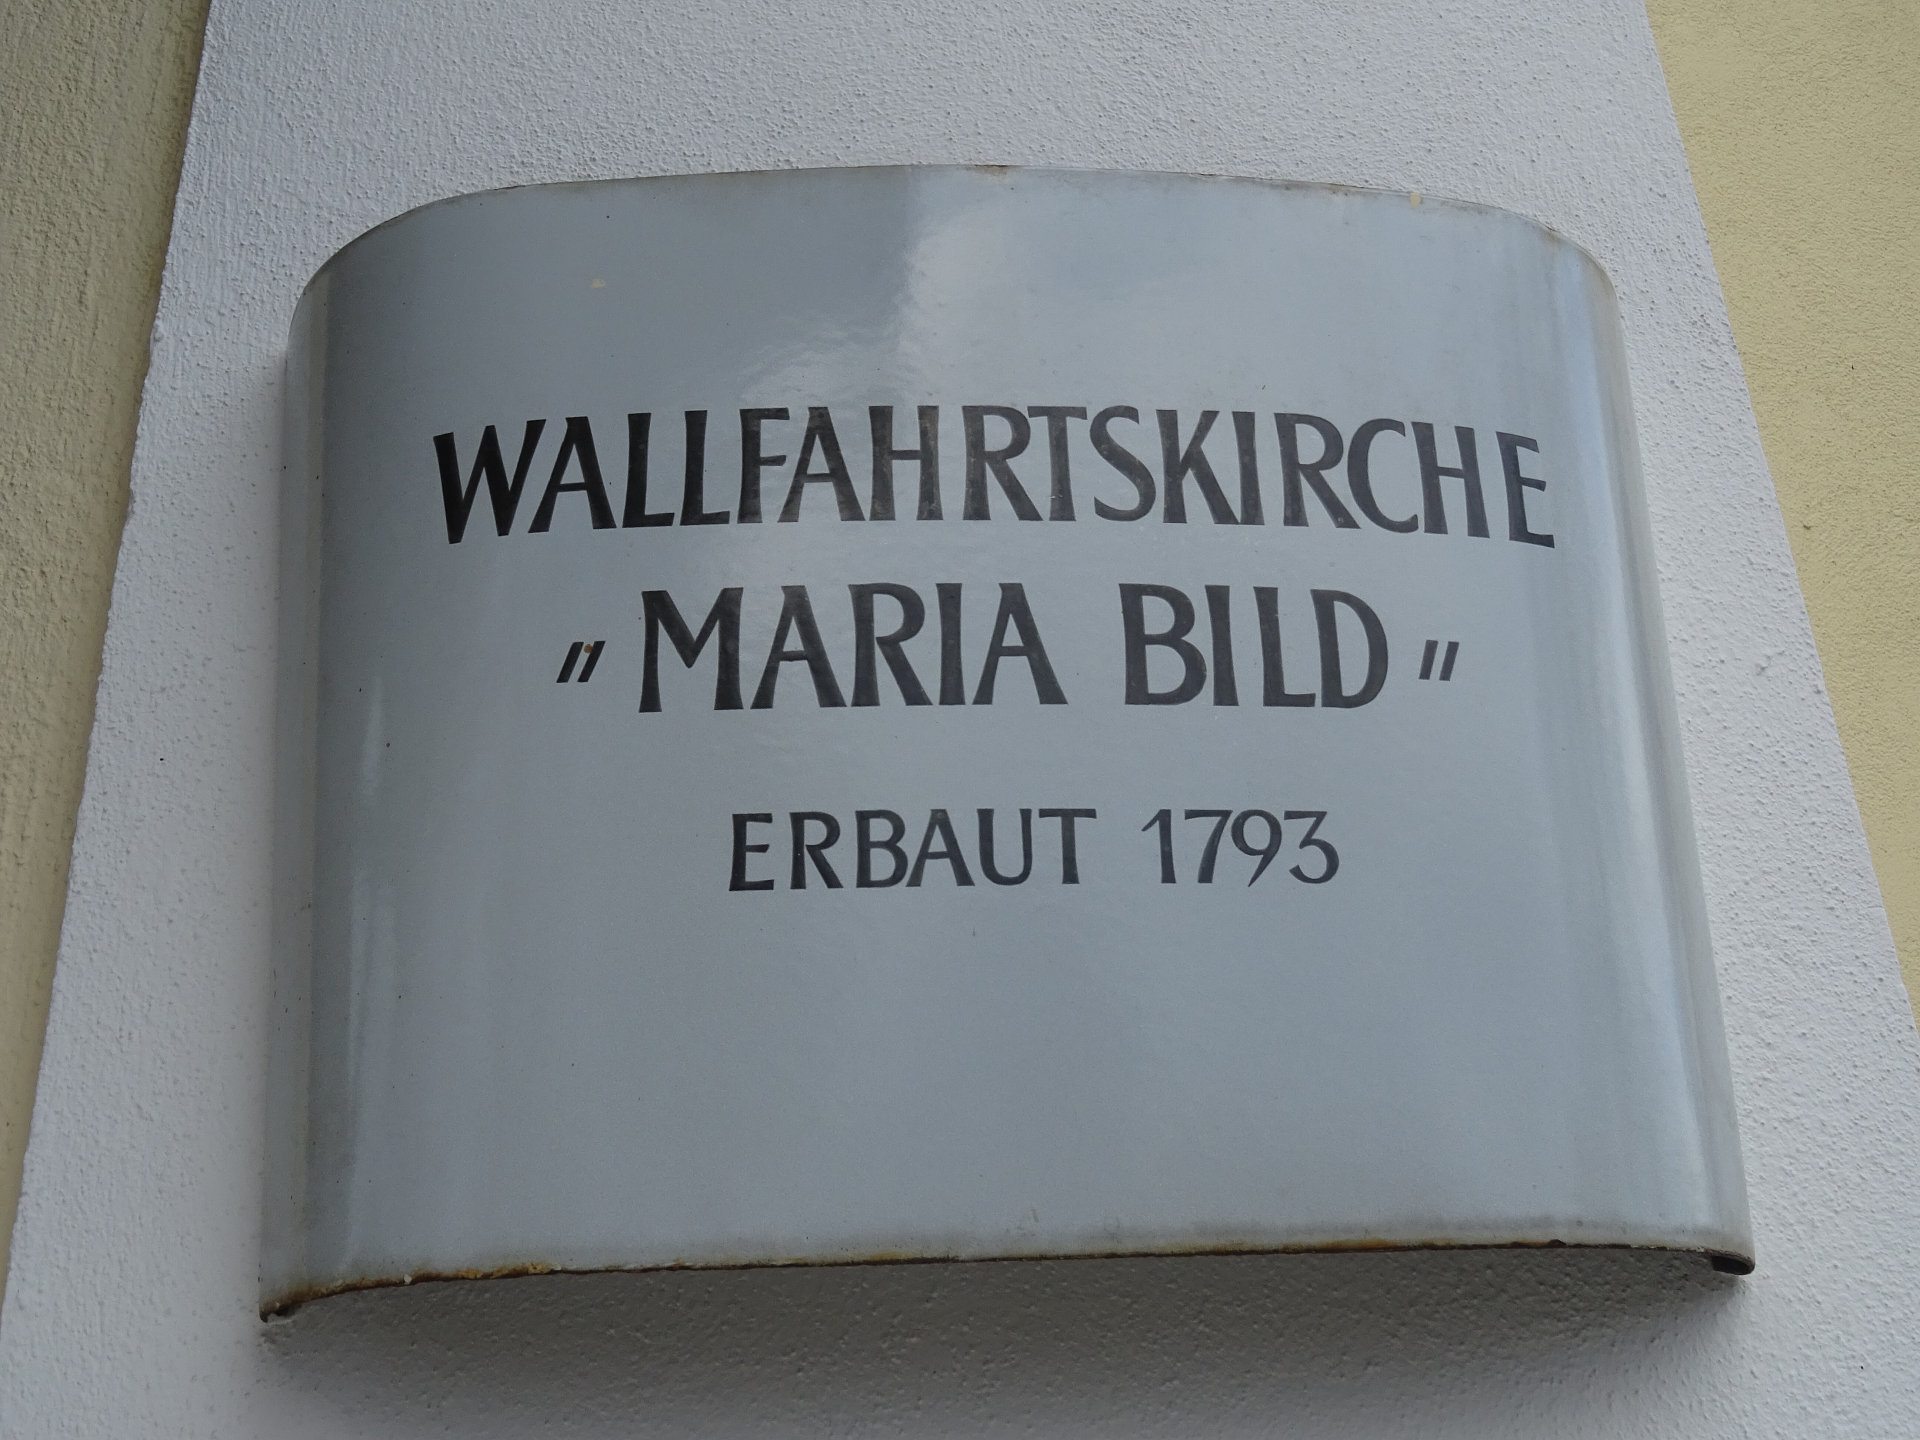 WALLFAHRTSKIRCHE
"MARIA BILD"
ERBAUT 1793